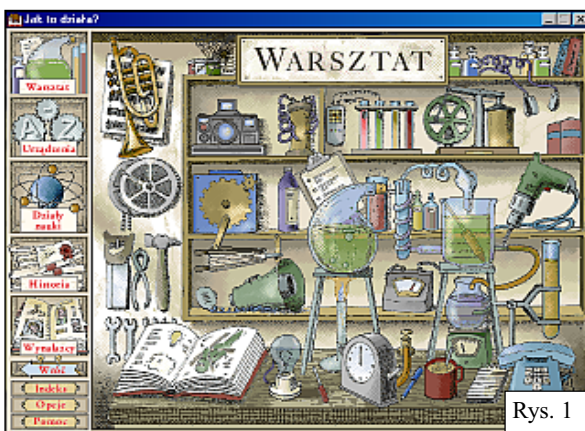 Jak to działa?
WARSZTAT
Warsztat
Urządzenia
Działy
nauki
Historia
Wynalazcy
Wróć
Indeks
Opcje
Pomoc
Rys. 1